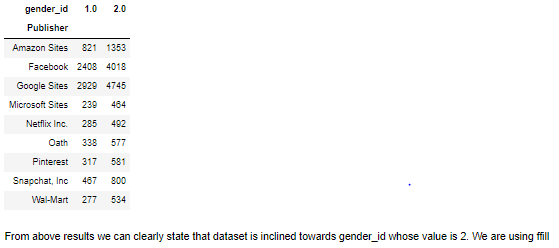 gender_id 1.0 2.0
Publisher
Amazon Sites 821 1353
Facebook 2408 4018
Google Sites 2929 4745
Microsoft Sites 239 464
Netflix Inc. 285 492
Oath 338 577
Pinterest 317 581
Snapchat, Inc 467 800
Wal-Mart 277 534
From above results we can clearly state that dataset is inclined towards gender_id whose value is 2. We are using ffill